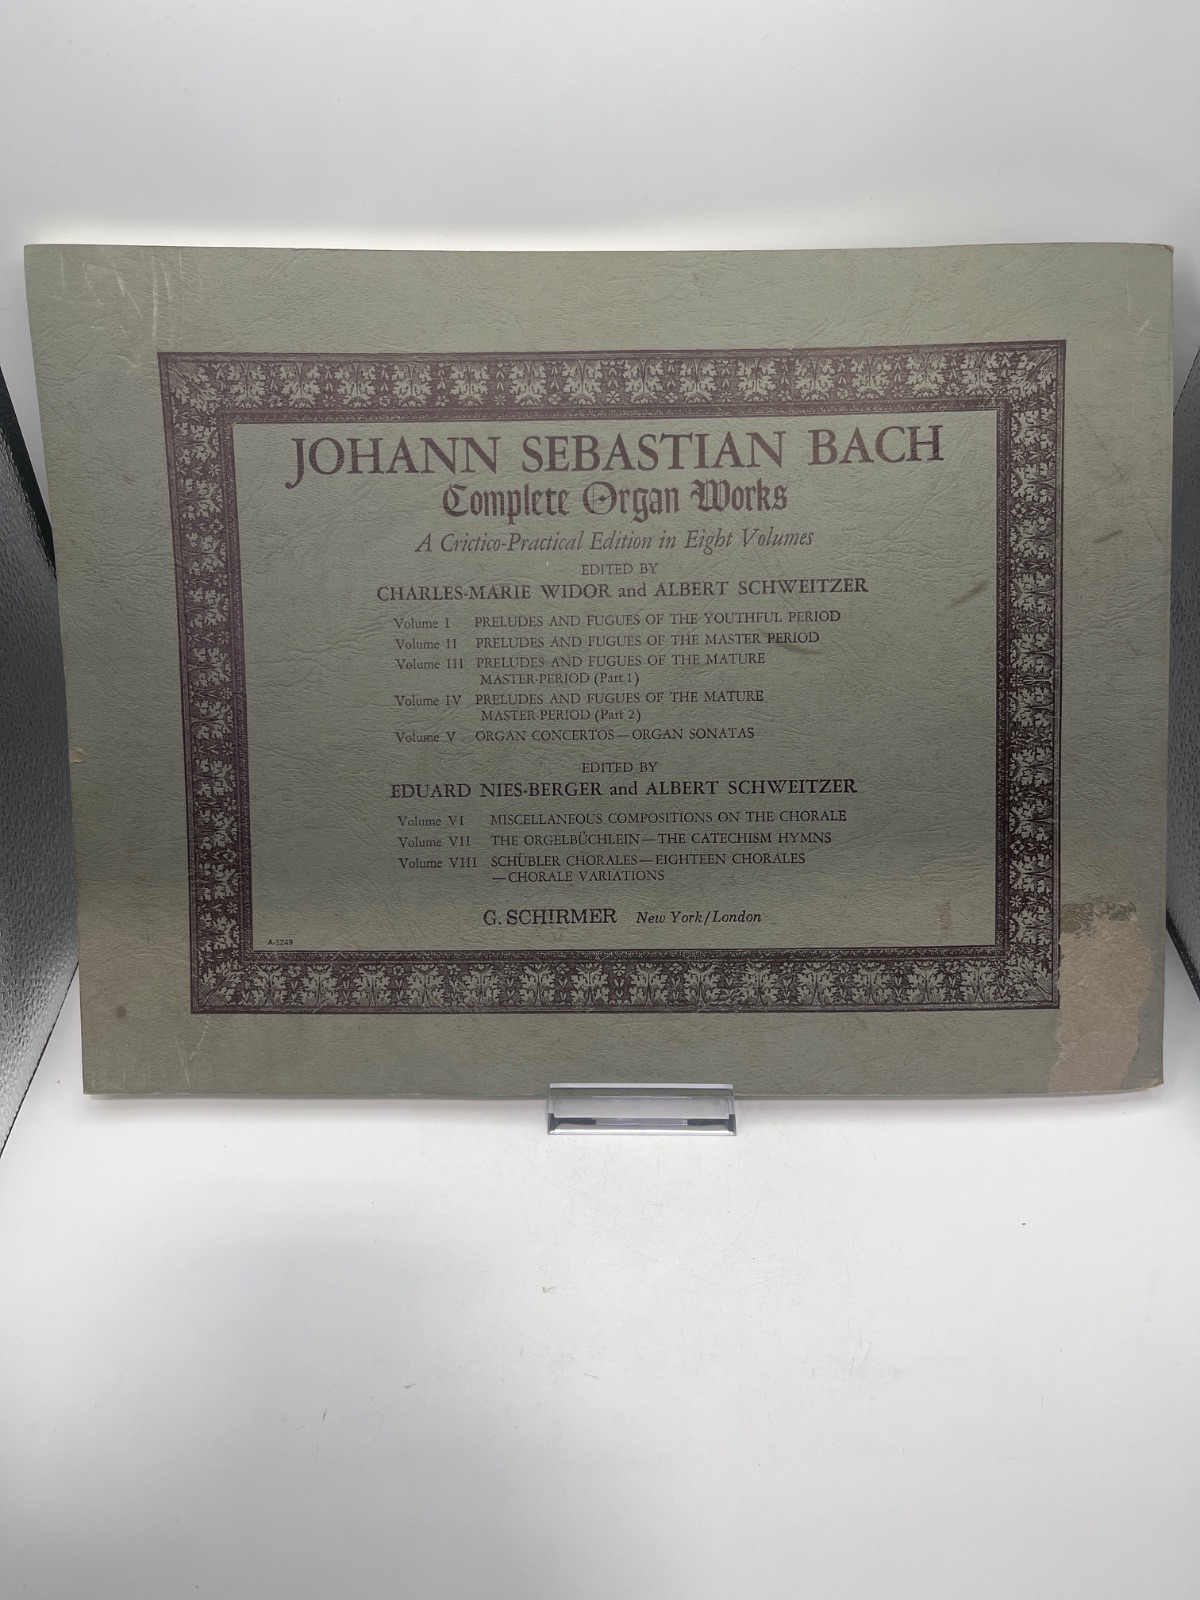 JOHANN SEBASTIAN BACH
Complete Organ Works
A Crictico-Practical Edition in Eight Volumes
EDITED BY
CHARLES-MARIE WIDOR and ALBERT SCHWEITZER
Volume I PRELUDES AND FUGUES OF THE YOUTHFUL PERIOD
Volume II PRELUDES AND FUGUES OF THE MASTER PERIOD
Volume III PRELUDES AND FUGUES OF THE MATURE
MASTER-PERIOD (Part 1)
Volume IV PRELUDES AND FUGUES OF THE MATURE
MASTER-PERIOD (Part 2)
Volume V ORGAN CONCERTOS—ORGAN SONATAS
EDITED BY
EDUARD NIES-BERGER and ALBERT SCHWEITZER
Volume VI MISCELLANEOUS COMPOSITIONS ON THE CHORALE
Volume VII THE ORGELBÜCHLEIN—THE CATECHISM HYMNS
Volume VIII SCHÜBLER CHORALES—EIGHTEEN CHORALES
—CHORALE VARIATIONS
G. SCHIRMER New York/London
A-1249